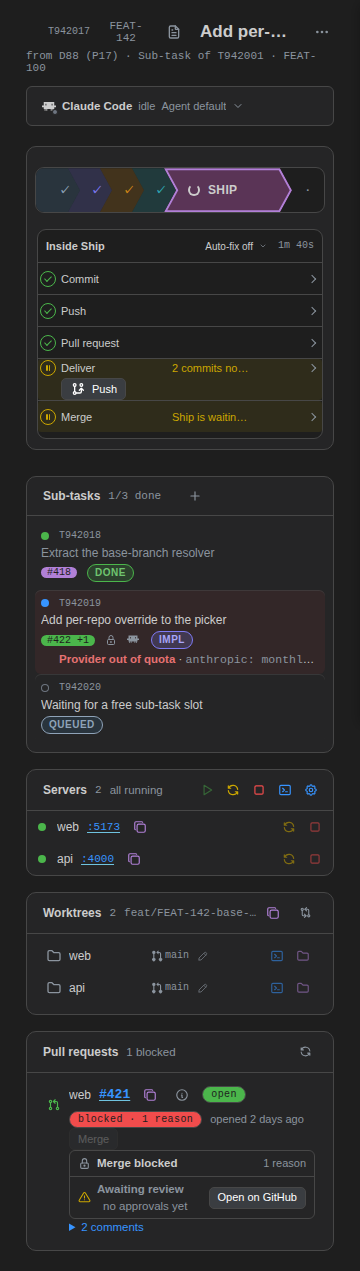 T942017 FEAT-142 Add per-…
from D88 (P17) · Sub-task of T942001 · FEAT-100
Claude Code idle Agent default
SHIP
Inside Ship Auto-fix off 1m 40s
Commit
Push
Pull request
Deliver 2 commits no…
Push
Merge Ship is waitin…
Sub-tasks 1/3 done
T942018
Extract the base-branch resolver
#418 DONE
T942019
Add per-repo override to the picker
#422 +1 IMPL
Provider out of quota · anthropic: monthl…
T942020
Waiting for a free sub-task slot
QUEUED
Servers 2 all running
web :5173
api :4000
Worktrees 2 feat/FEAT-142-base-…
web main
api main
Pull requests 1 blocked
web #421 open
blocked · 1 reason opened 2 days ago
Merge
Merge blocked 1 reason
Awaiting review
no approvals yet
Open on GitHub
2 comments